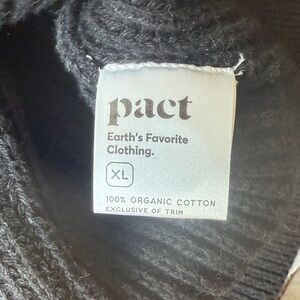 pact
Earth's Favorite
Clothing.
XL
100% ORGANIC COTTON
EXCLUSIVE OF TRIM